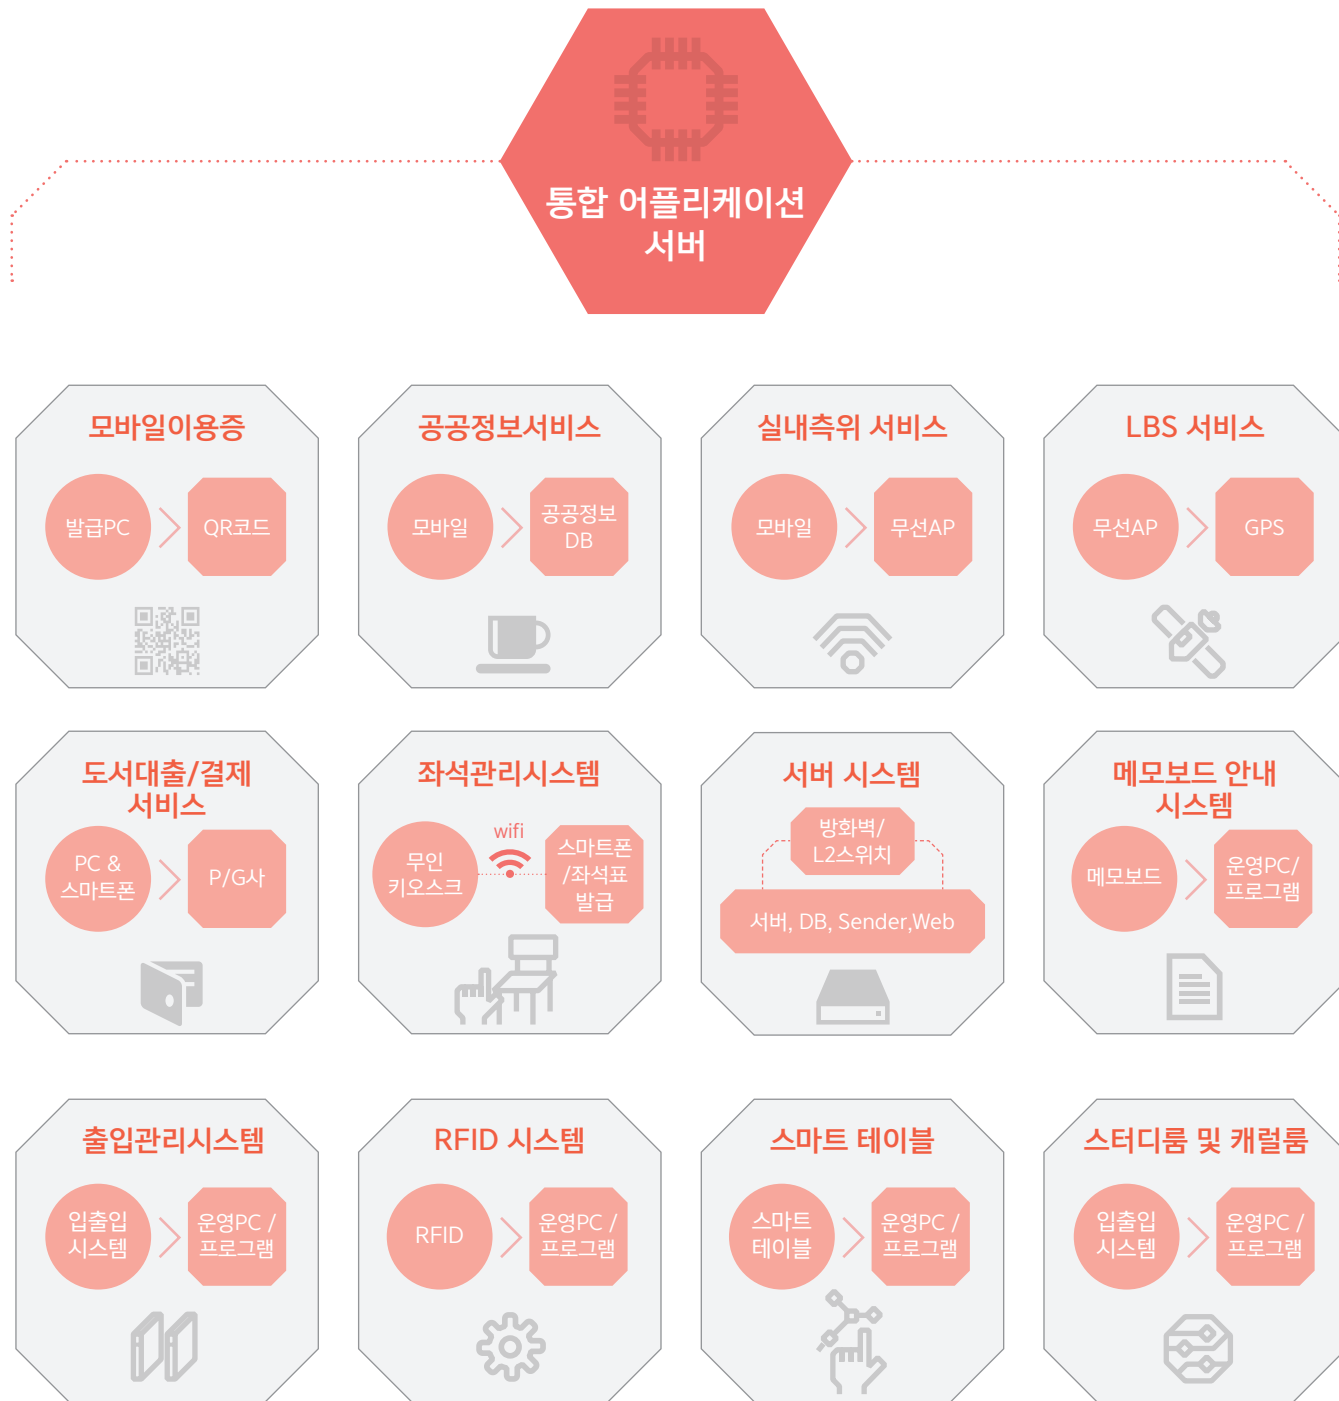 통합 어플리케이션
서버
모바일이용증
발급PC
QR코드
공공정보서비스
모바일
공공정보
DB
실내측위 서비스
모바일
무선AP
LBS 서비스
무선AP
GPS
도서대출/결제
서비스
PC &
스마트폰
P/G사
좌석관리시스템
무인
키오스크
wifi
스마트폰
/좌석표
발급
서버 시스템
방화벽/
L2스위치
서버, DB, Sender,Web
메모보드 안내
시스템
메모보드
운영PC/
프로그램
출입관리시스템
입출입
시스템
운영PC /
프로그램
RFID 시스템
RFID
운영PC /
프로그램
스마트 테이블
스마트
테이블
운영PC /
프로그램
스터디룸 및 캐럴룸
입출입
시스템
운영PC /
프로그램